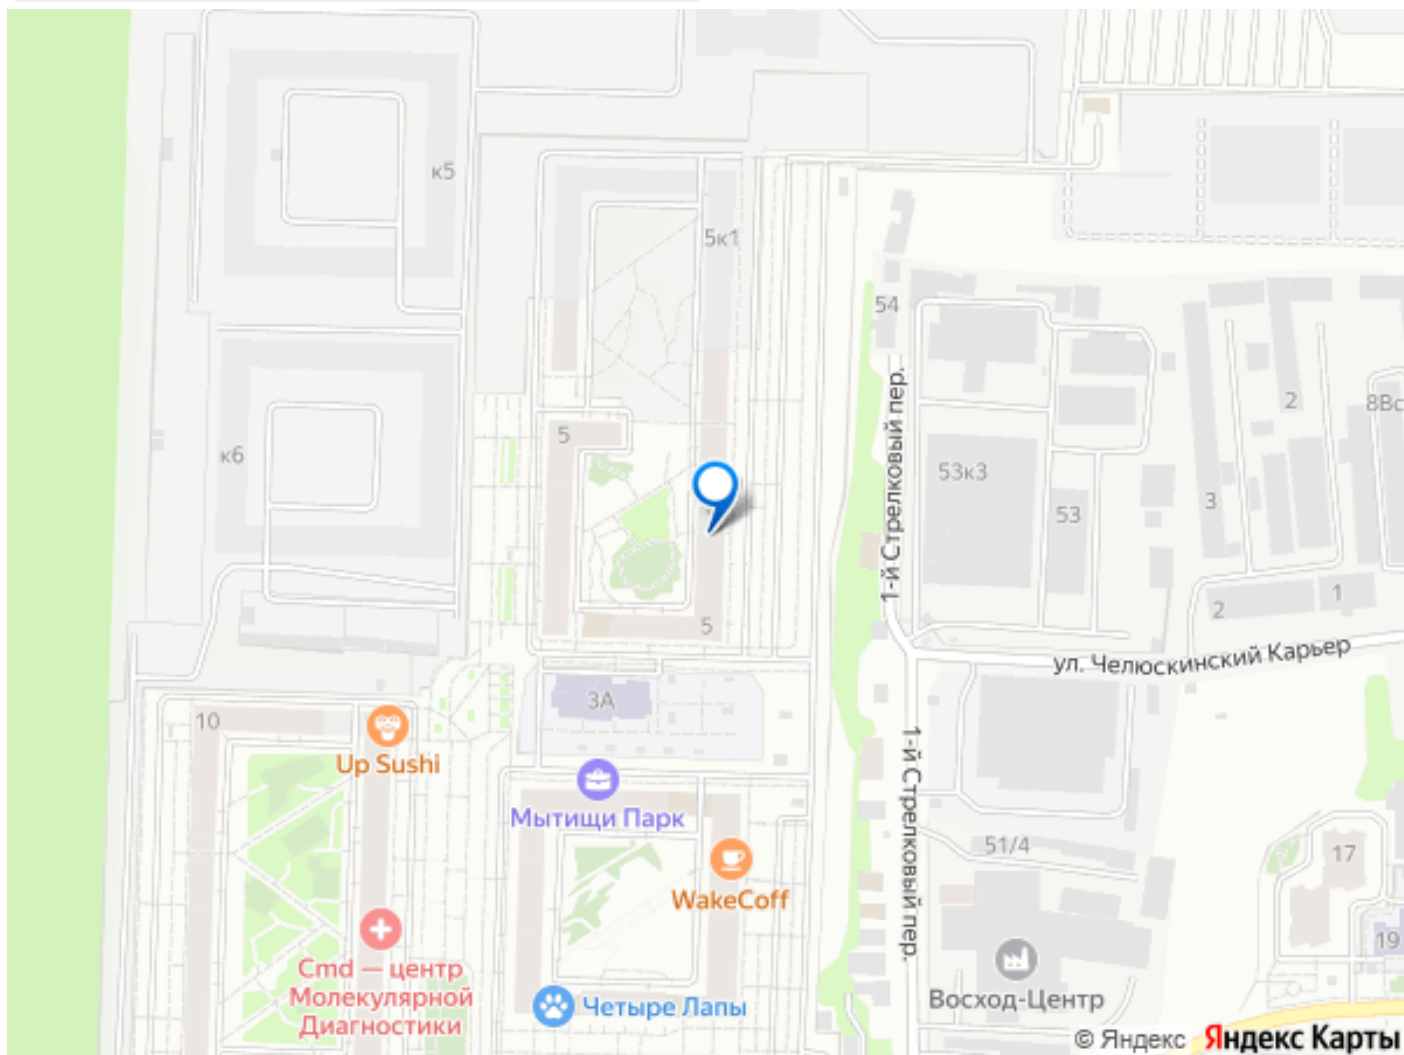 к5
5к1
54
1-й Стрелковый пер.
2
8Вс
5
к6
53к3
53
3
2
1
5
ул. Челюскинский Карьер
3А
10
Up Sushi
1-й Стрелковый пер.
Мытищи Парк
51/4
17
WakeCoff
19
Cmd — центр
Молекулярной
Диагностики
Четыре Лапы
Восход-Центр
© Яндекс Яндекс Карты